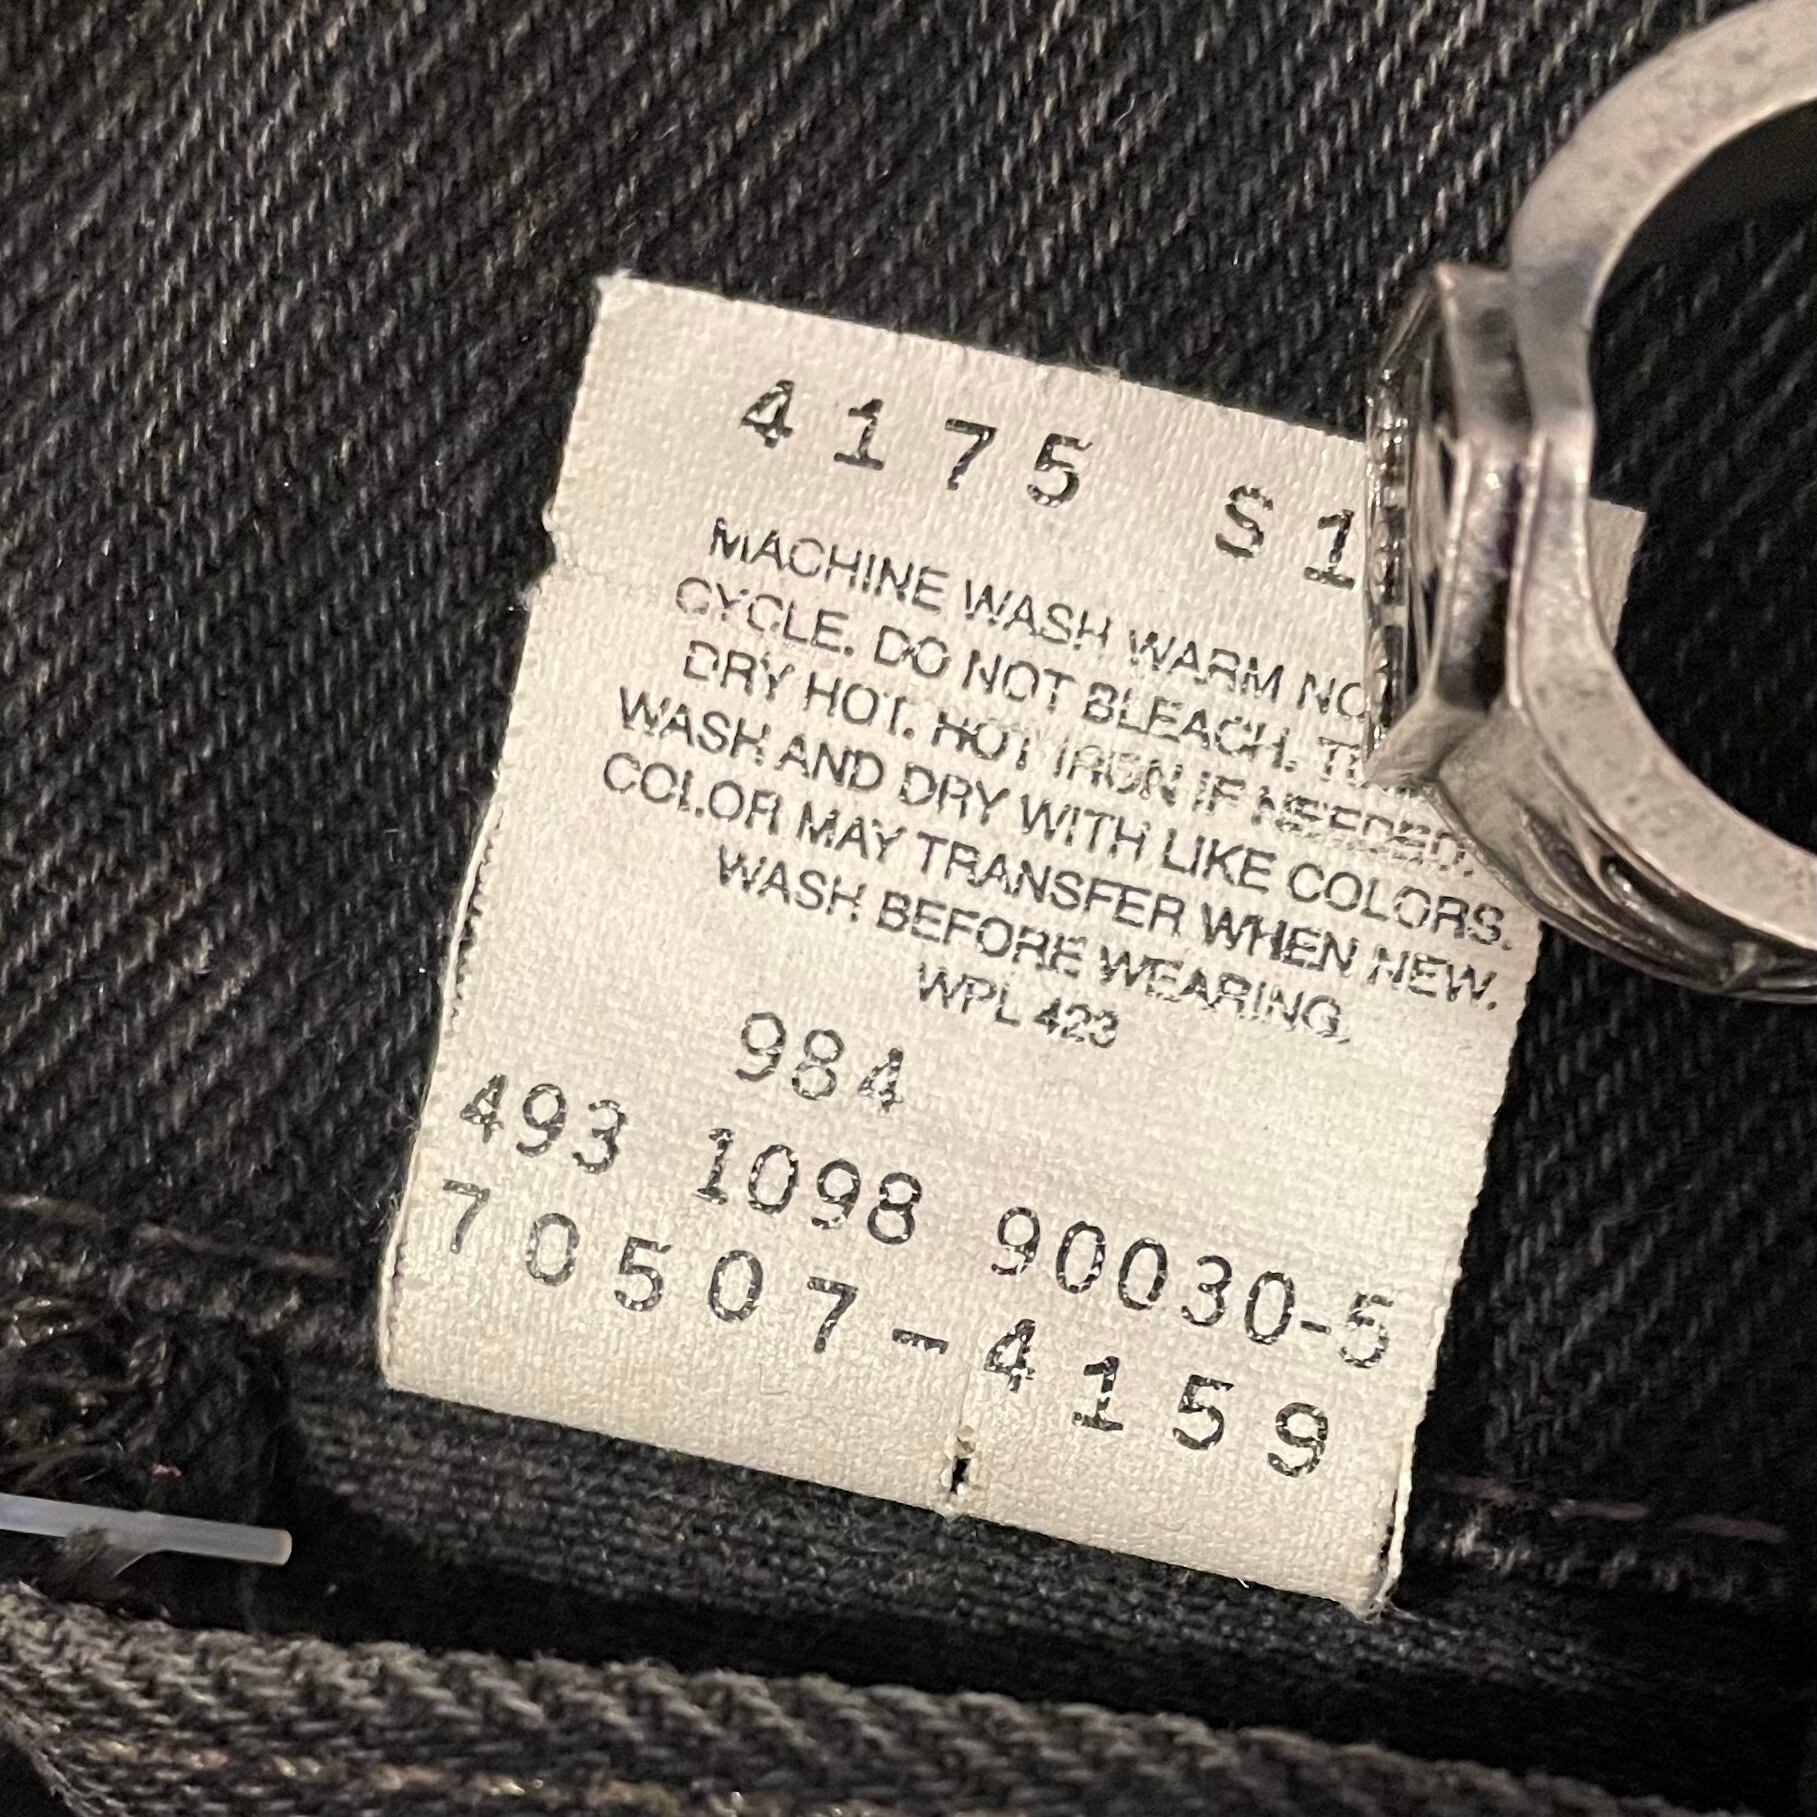 4175 S1
MACHINE WASH WARM NO
CYCLE. DO NOT BLEACH. TU
DRY HOT. HOT IRON IF NEEDED.
WASH AND DRY WITH LIKE COLORS.
COLOR MAY TRANSFER WHEN NEW.
WASH BEFORE WEARING.
WPL 423
984
493 1098 90030-5
70507-4159